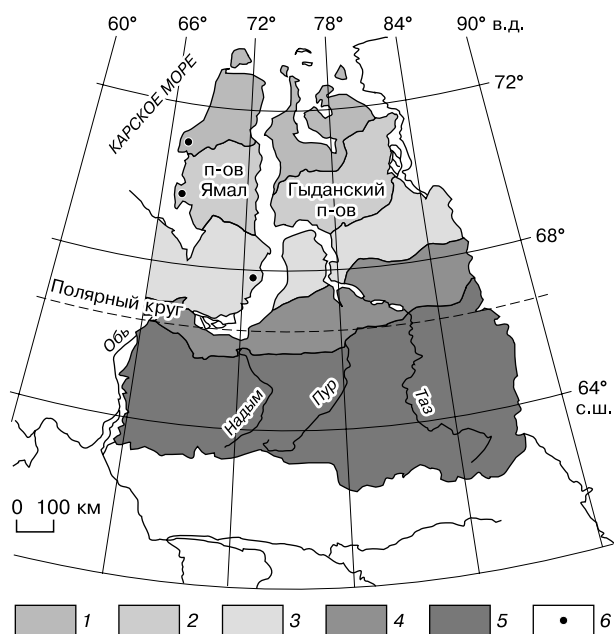 60° 66° 72° 78° 84° 90° в.д.
72°
КАРСКОЕ МОРЕ
п-ов
Ямал
Гыданский
п-ов
68°
Полярный круг
Обь
Надым
Пур
Таз
64°
с.ш.
0 100 км
1 2 3 4 5 6